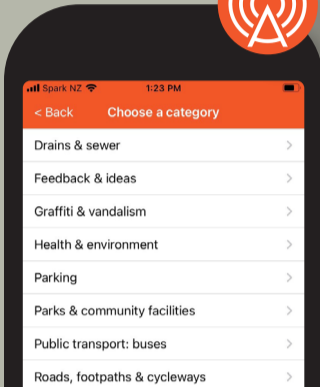 Spark NZ 1:23 PM
< Back Choose a category
Drains & sewer
Feedback & ideas
Graffiti & vandalism
Health & environment
Parking
Parks & community facilities
Public transport: buses
Roads, footpaths & cycleways